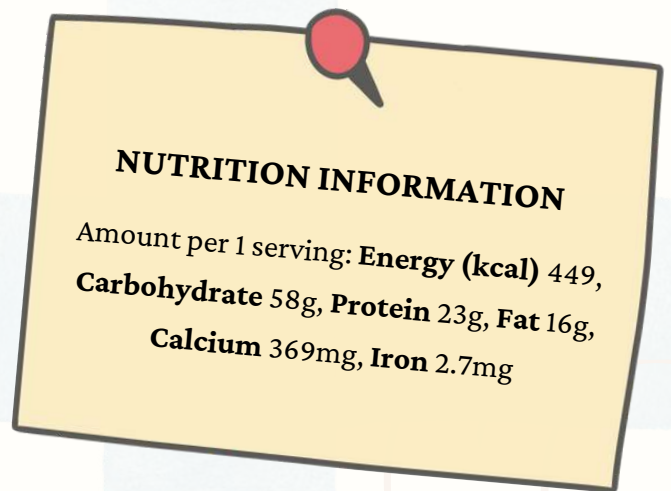 NUTRITION INFORMATION
Amount per 1 serving: Energy (kcal) 449,
Carbohydrate 58g, Protein 23g, Fat 16g,
Calcium 369mg, Iron 2.7mg